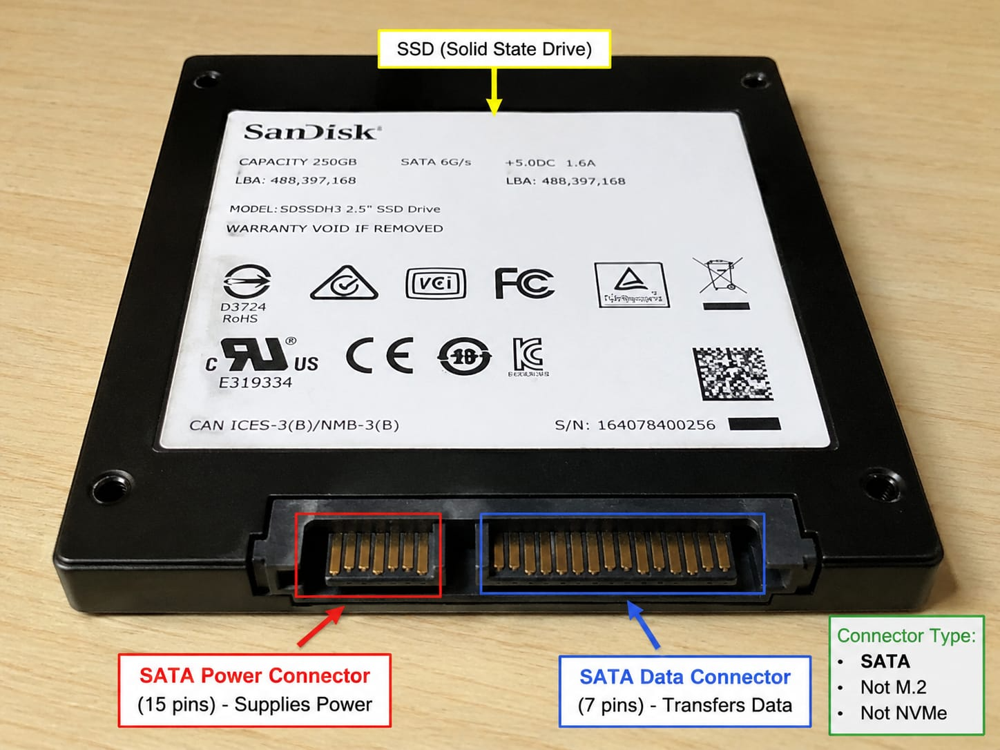 SSD (Solid State Drive)
SanDisk
CAPACITY 250GB SATA 6G/s +5.0DC 1.6A
LBA: 488,397,168 LBA: 488,397,168
MODEL: SDSSDH3 2.5" SSD Drive
WARRANTY VOID IF REMOVED
VCi FC
D3724
RoHS
C RU® US CE KC
E319334
CAN ICES-3(B)/NMB-3(B) S/N: 164078400256
SATA Power Connector
(15 pins) - Supplies Power
SATA Data Connector
(7 pins) - Transfers Data
Connector Type:
• SATA
• Not M.2
• Not NVMe